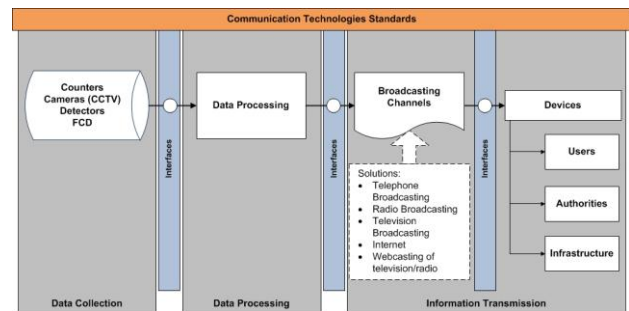 Communication Technologies Standards
Counters
Cameras (CCTV)
Detectors
FCD
Interfaces
Data Processing
Interfaces
Broadcasting
Channels
Solutions:
• Telephone
Broadcasting
• Radio Broadcasting
• Television
Broadcasting
• Internet
• Webcasting of
television/radio
Interfaces
Devices
Users
Authorities
Infrastructure
Data Collection
Data Processing
Information Transmission